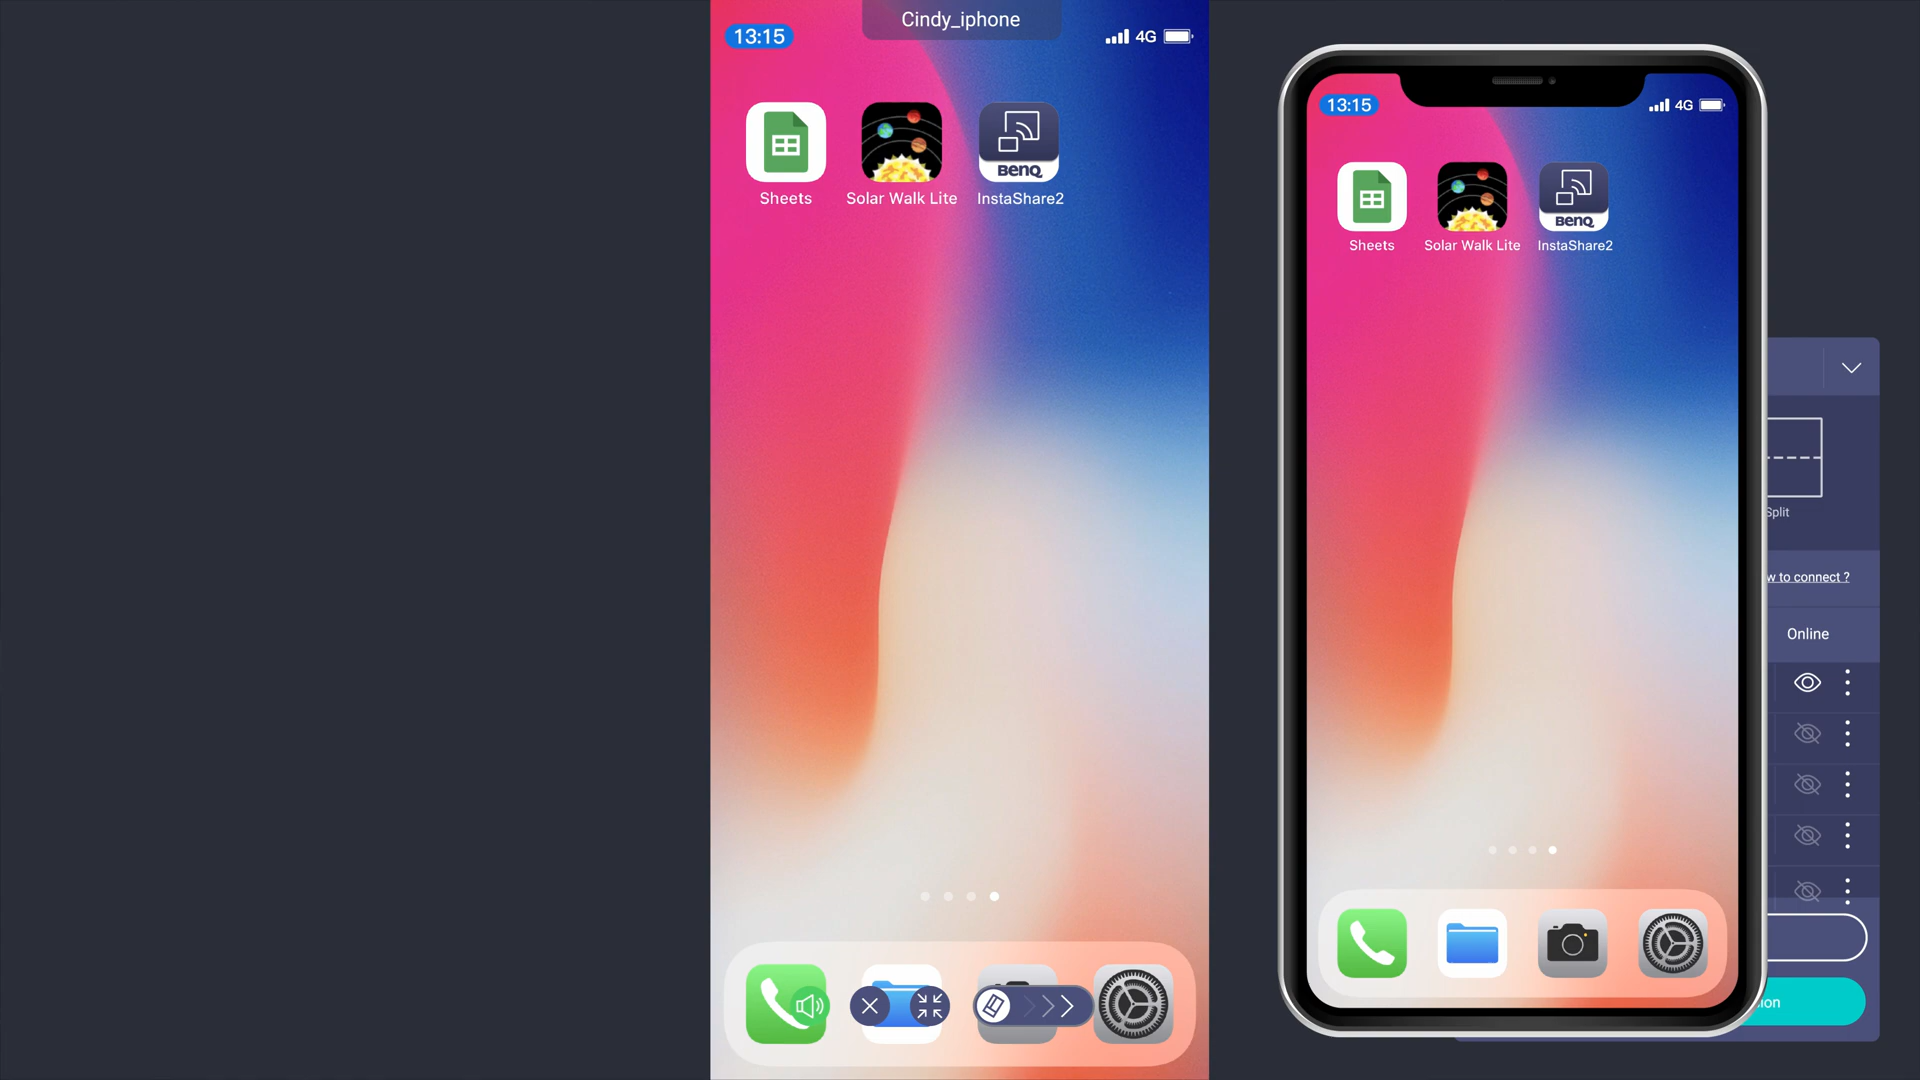 Cindy_iphone
13:15
4G
BenQ
Sheets
Solar Walk Lite
InstaShare2
13:15
4G
BenQ
Sheets
Solar Walk Lite
InstaShare2
Split
to connect ?
Online